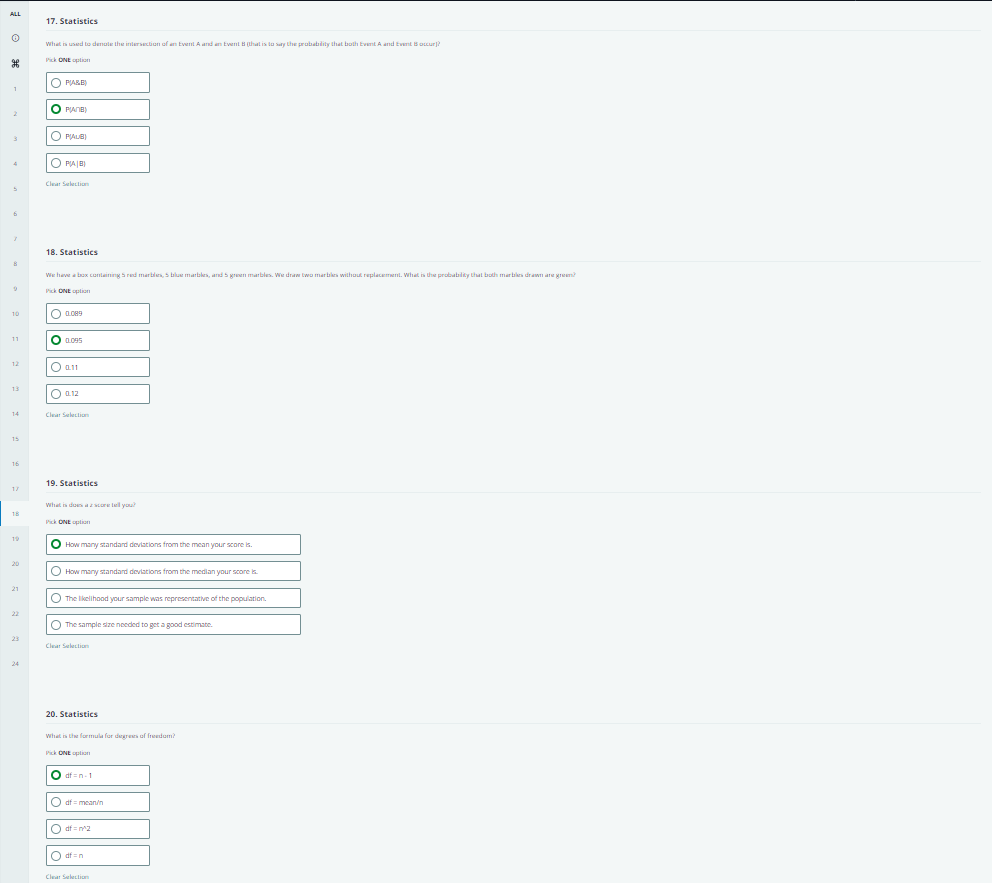 ALL
1
2
3
4
5
6
7
8
9
10
11
12
13
14
15
16
17
18
19
20
21
22
23
24
17. Statistics
What is used to denote the intersection of an Event A and an Event B (that is to say the probability that both Event A and Event B occur)?
Pick ONE option
P(A&B)
P(A∩B)
P(A∪B)
P(A|B)
Clear Selection
18. Statistics
We have a box containing 5 red marbles, 5 blue marbles, and 5 green marbles. We draw two marbles without replacement. What is the probability that both marbles drawn are green?
Pick ONE option
0.089
0.095
0.11
0.12
Clear Selection
19. Statistics
What is does a z score tell you?
Pick ONE option
How many standard deviations from the mean your score is.
How many standard deviations from the median your score is.
The likelihood your sample was representative of the population.
The sample size needed to get a good estimate.
Clear Selection
20. Statistics
What is the formula for degrees of freedom?
Pick ONE option
df = n - 1
df = mean/n
df = n^2
df = n
Clear Selection